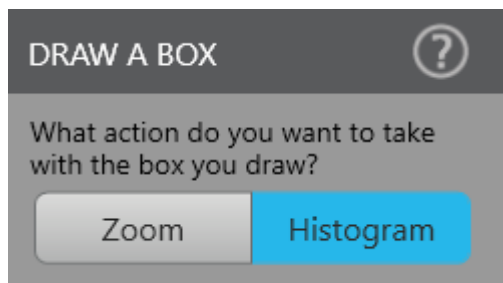 DRAW A BOX ?
What action do you want to take
with the box you draw?
Zoom Histogram